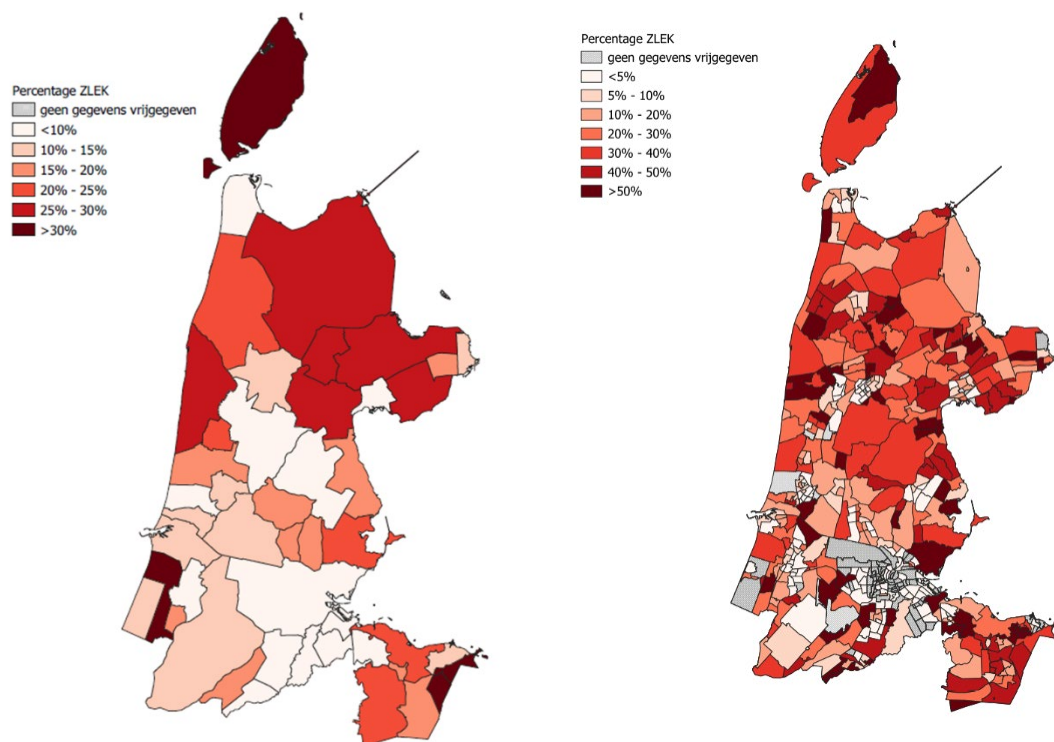 Percentage ZLEK
geen gegevens vrijgegeven
<10%
10% - 15%
15% - 20%
20% - 25%
25% - 30%
>30%
Percentage ZLEK
geen gegevens vrijgegeven
<5%
5% - 10%
10% - 20%
20% - 30%
30% - 40%
40% - 50%
>50%